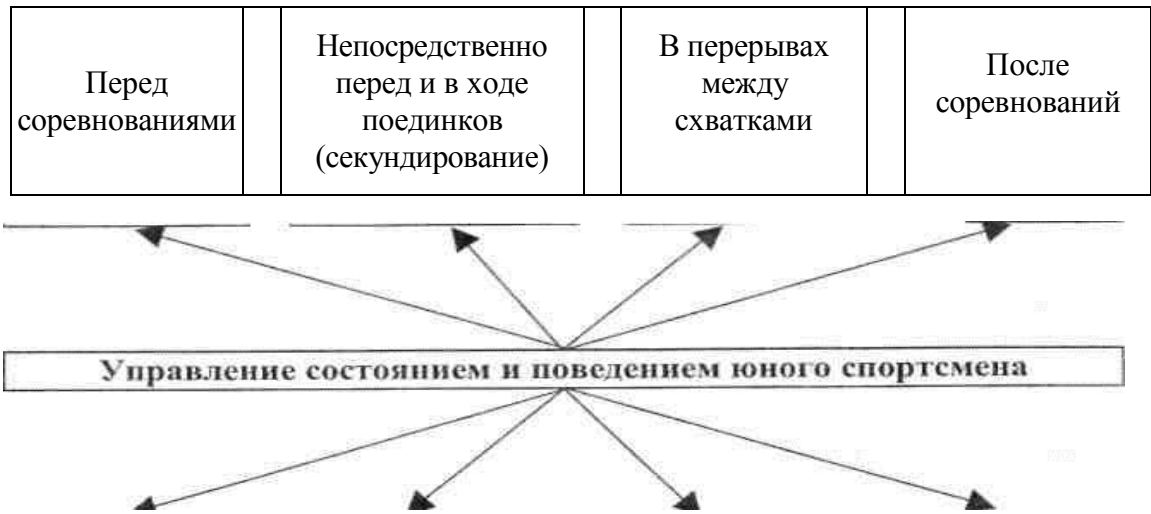 Перед
соревнованиями
Непосредственно
перед и в ходе
поединков
(секундирование)
В перерывах
между
схватками
После
соревнований
Управление состоянием и поведением юного спортсмена